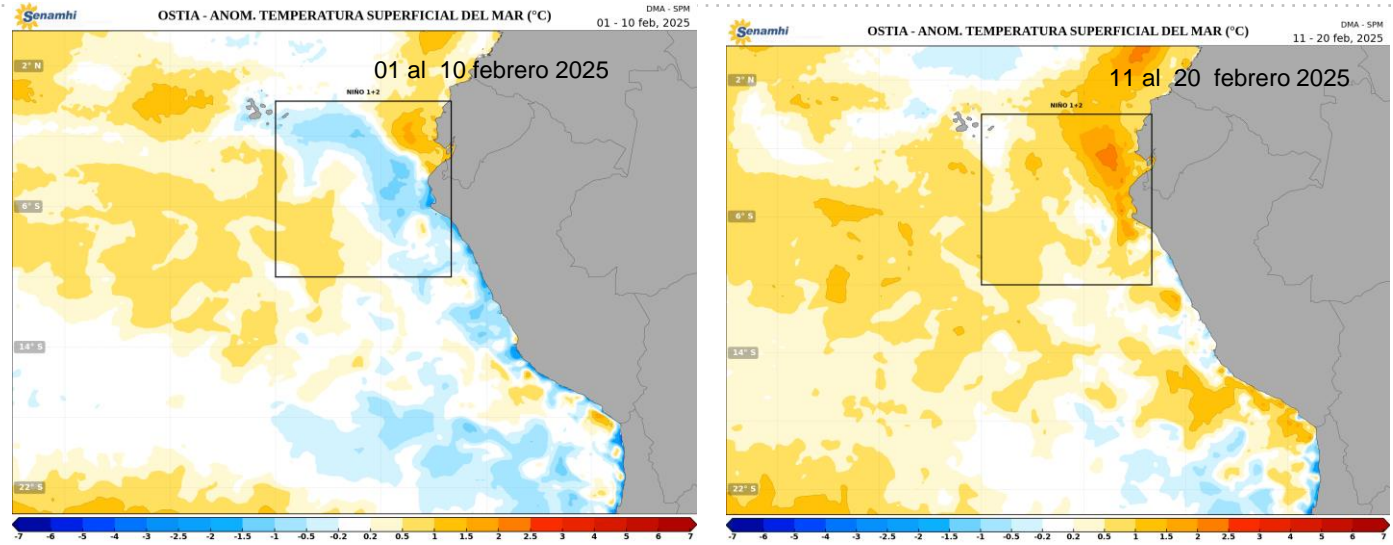 Senamhi
OSTIA - ANOM. TEMPERATURA SUPERFICIAL DEL MAR (°C)
DMA - SPM
01 - 10 feb, 2025
01 al 10 febrero 2025
2° N
NIÑO 1+2
6° S
14° S
22° S
-7 -6 -5 -4 -3 -2.5 -2 -1.5 -1 -0.5 -0.2 0.2 0.5 1 1.5 2 2.5 3 4 5 6 7
Senamhi
OSTIA - ANOM. TEMPERATURA SUPERFICIAL DEL MAR (°C)
DMA - SPM
11 - 20 feb, 2025
11 al 20 febrero 2025
2° N
NIÑO 1+2
6° S
14° S
22° S
-7 -6 -5 -4 -3 -2.5 -2 -1.5 -1 -0.5 -0.2 0.2 0.5 1 1.5 2 2.5 3 4 5 6 7